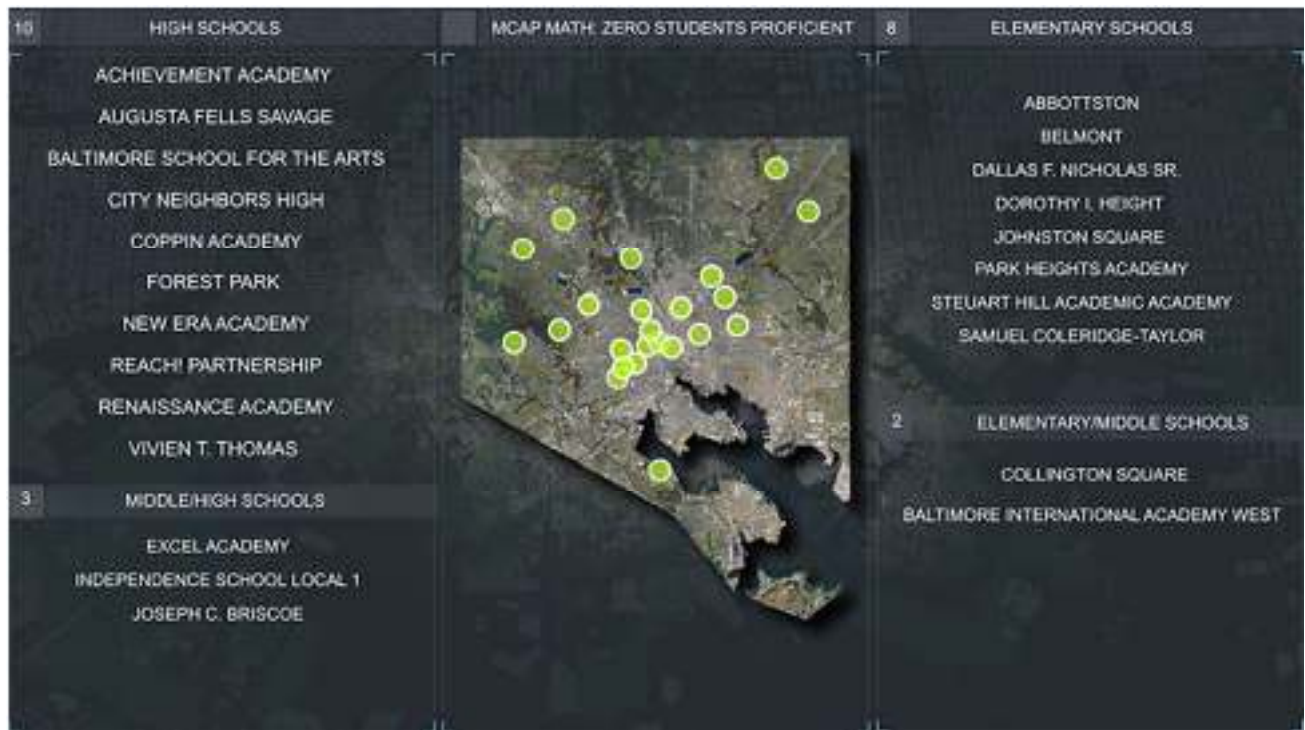 10 HIGH SCHOOLS
ACHIEVEMENT ACADEMY
AUGUSTA FELLS SAVAGE
BALTIMORE SCHOOL FOR THE ARTS
CITY NEIGHBORS HIGH
COPPIN ACADEMY
FOREST PARK
NEW ERA ACADEMY
REACH! PARTNERSHIP
RENAISSANCE ACADEMY
VIVIEN T. THOMAS
3 MIDDLE/HIGH SCHOOLS
EXCEL ACADEMY
INDEPENDENCE SCHOOL LOCAL 1
JOSEPH C. BRISCOE
MCAP MATH: ZERO STUDENTS PROFICIENT
8 ELEMENTARY SCHOOLS
ABBOTTSTON
BELMONT
DALLAS F. NICHOLAS SR.
DOROTHY I. HEIGHT
JOHNSTON SQUARE
PARK HEIGHTS ACADEMY
STEUART HILL ACADEMIC ACADEMY
SAMUEL COLERIDGE-TAYLOR
2 ELEMENTARY/MIDDLE SCHOOLS
COLLINGTON SQUARE
BALTIMORE INTERNATIONAL ACADEMY WEST